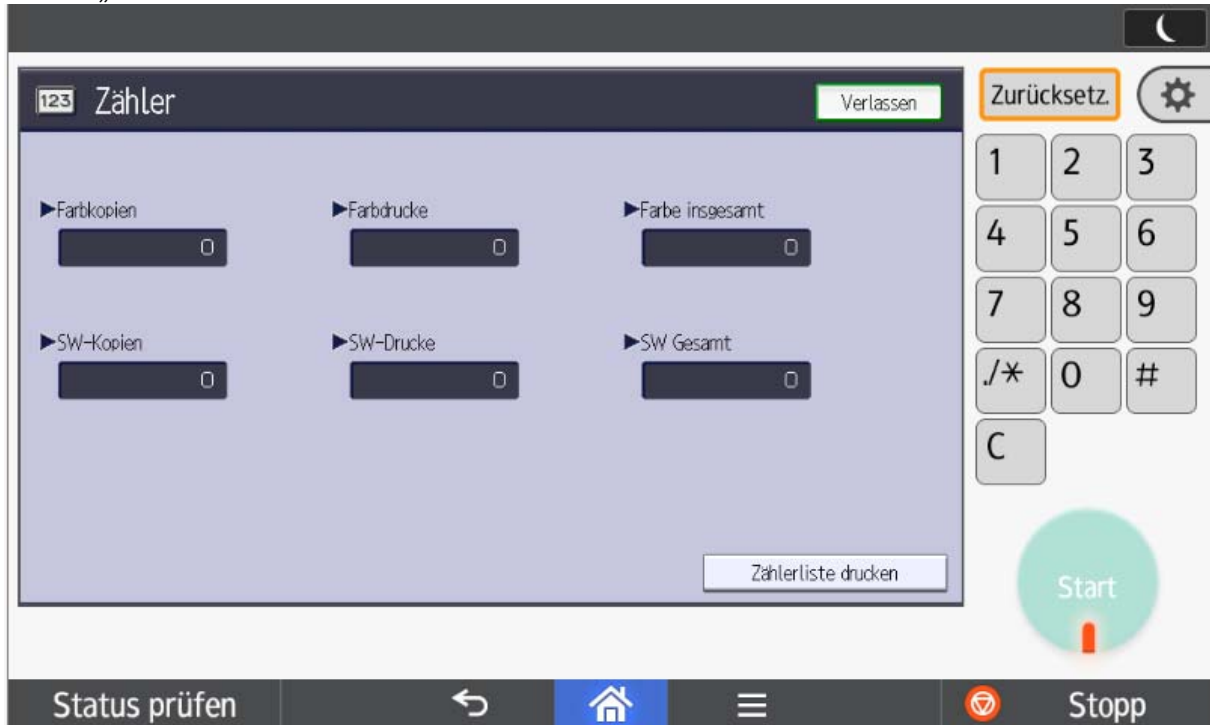 „
123 Zähler
Verlassen
Zurücksetz.
►Farbkopien
►Farbdrucke
►Farbe insgesamt
0
0
0
►SW-Kopien
►SW-Drucke
►SW Gesamt
0
0
0
Zählerliste drucken
1 2 3
4 5 6
7 8 9
./* 0 #
C
Start
Status prüfen
Stopp